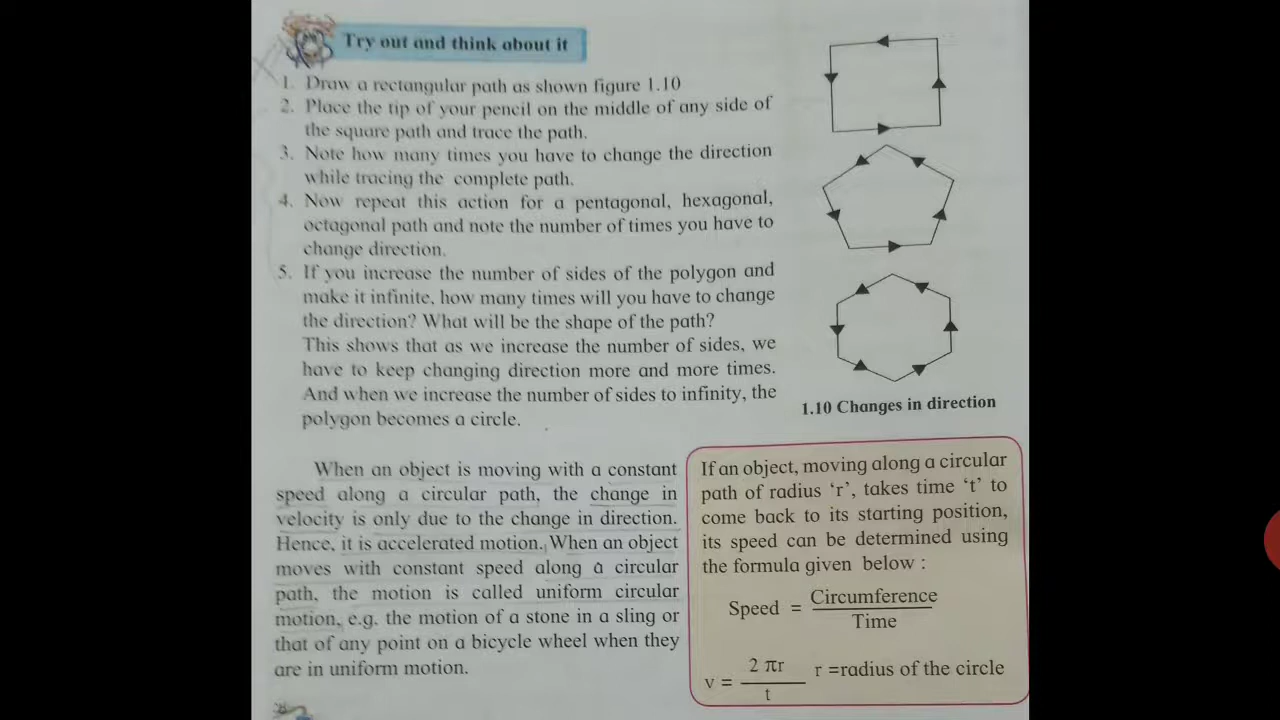 Try out and think about it
1. Draw a rectangular path as shown figure 1.10
2. Place the tip of your pencil on the middle of any side of
the square path and trace the path.
3. Note how many times you have to change the direction
while tracing the complete path.
4. Now repeat this action for a pentagonal, hexagonal,
octagonal path and note the number of times you have to
change direction.
5. If you increase the number of sides of the polygon and
make it infinite, how many times will you have to change
the direction? What will be the shape of the path?
This shows that as we increase the number of sides, we
have to keep changing direction more and more times.
And when we increase the number of sides to infinity, the
polygon becomes a circle.
1.10 Changes in direction
When an object is moving with a constant
speed along a circular path, the change in
velocity is only due to the change in direction.
Hence, it is accelerated motion. When an object
moves with constant speed along a circular
path, the motion is called uniform circular
motion, e.g. the motion of a stone in a sling or
that of any point on a bicycle wheel when they
are in uniform motion.
If an object, moving along a circular
path of radius ‘r’, takes time ‘t’ to
come back to its starting position,
its speed can be determined using
the formula given below :
Speed = Circumference
Time
v = 2 πr r =radius of the circle
t